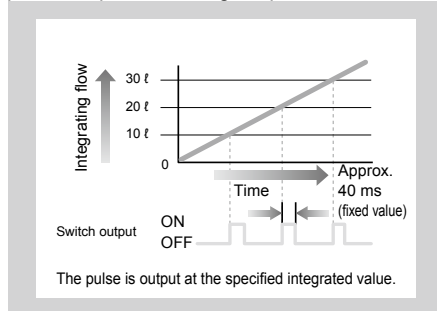 Integrating flow
30 ℓ
20 ℓ
10 ℓ
0
Time
Approx.
40 ms
(fixed value)
Switch output
ON
OFF
The pulse is output at the specified integrated value.